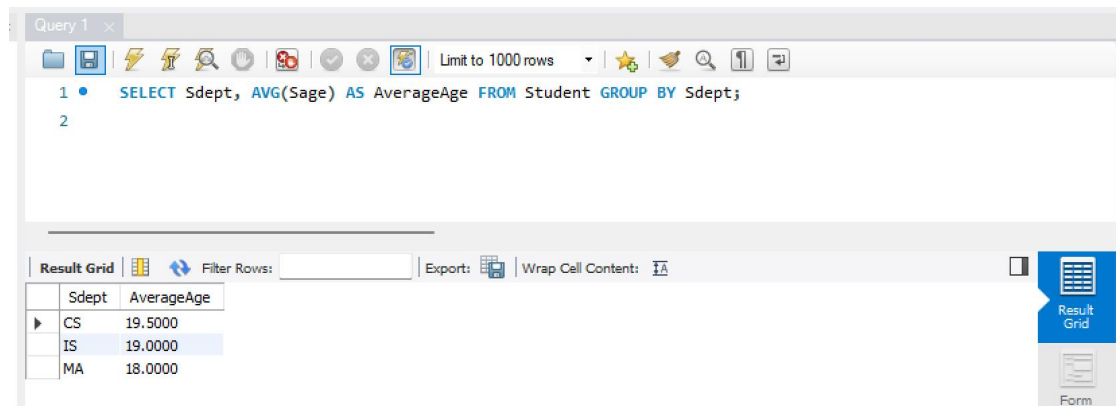 Query 1
Limit to 1000 rows
1 SELECT Sdept, AVG(Sage) AS AverageAge FROM Student GROUP BY Sdept;
2
Result Grid Filter Rows: Export: Wrap Cell Content:
Sdept AverageAge
CS 19.5000
IS 19.0000
MA 18.0000
Result
Grid
Form